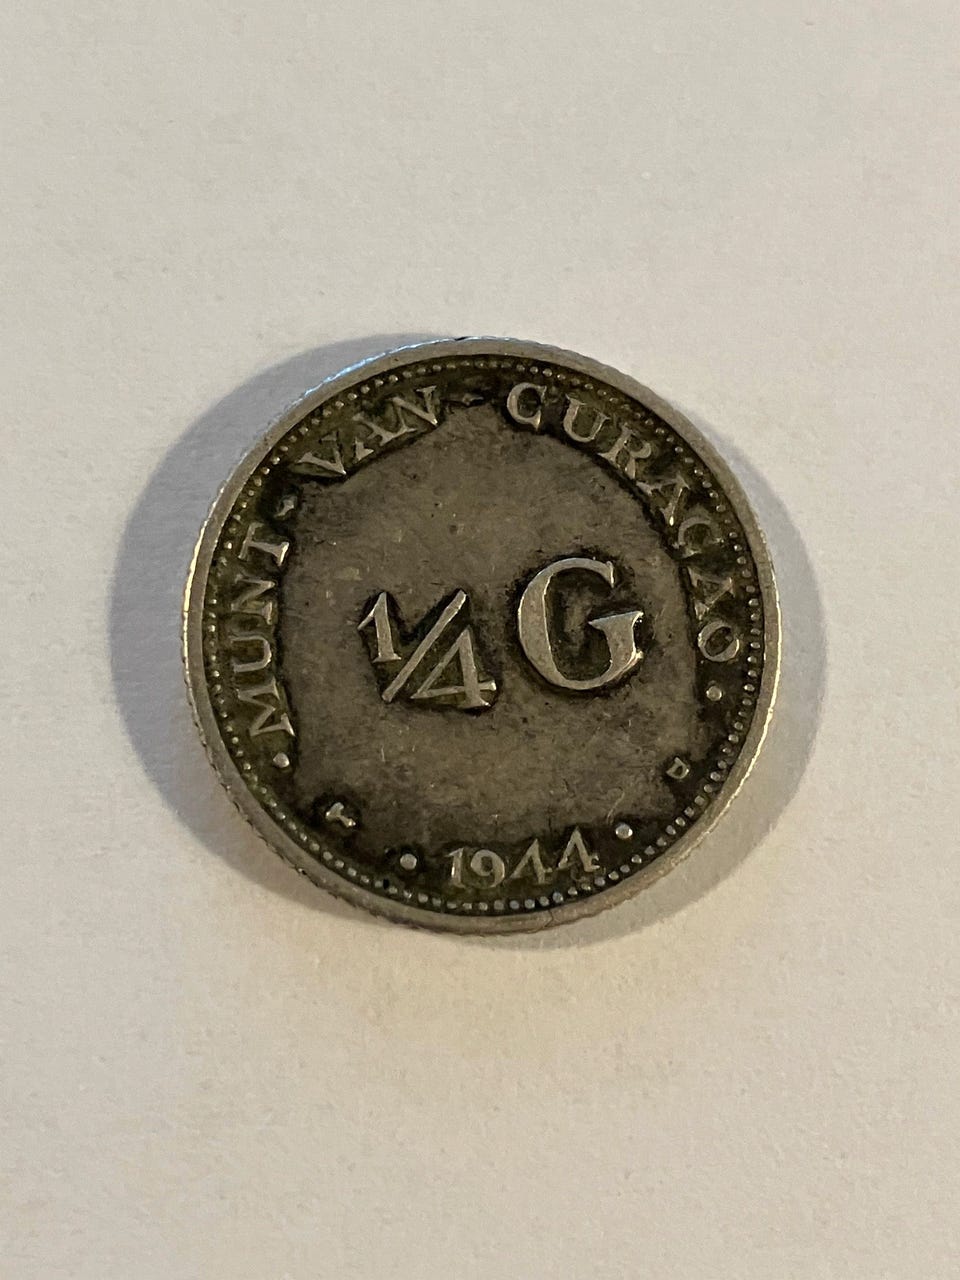 MUNT · VAN · CURAÇAO
1/4 G
D
· 1944 ·